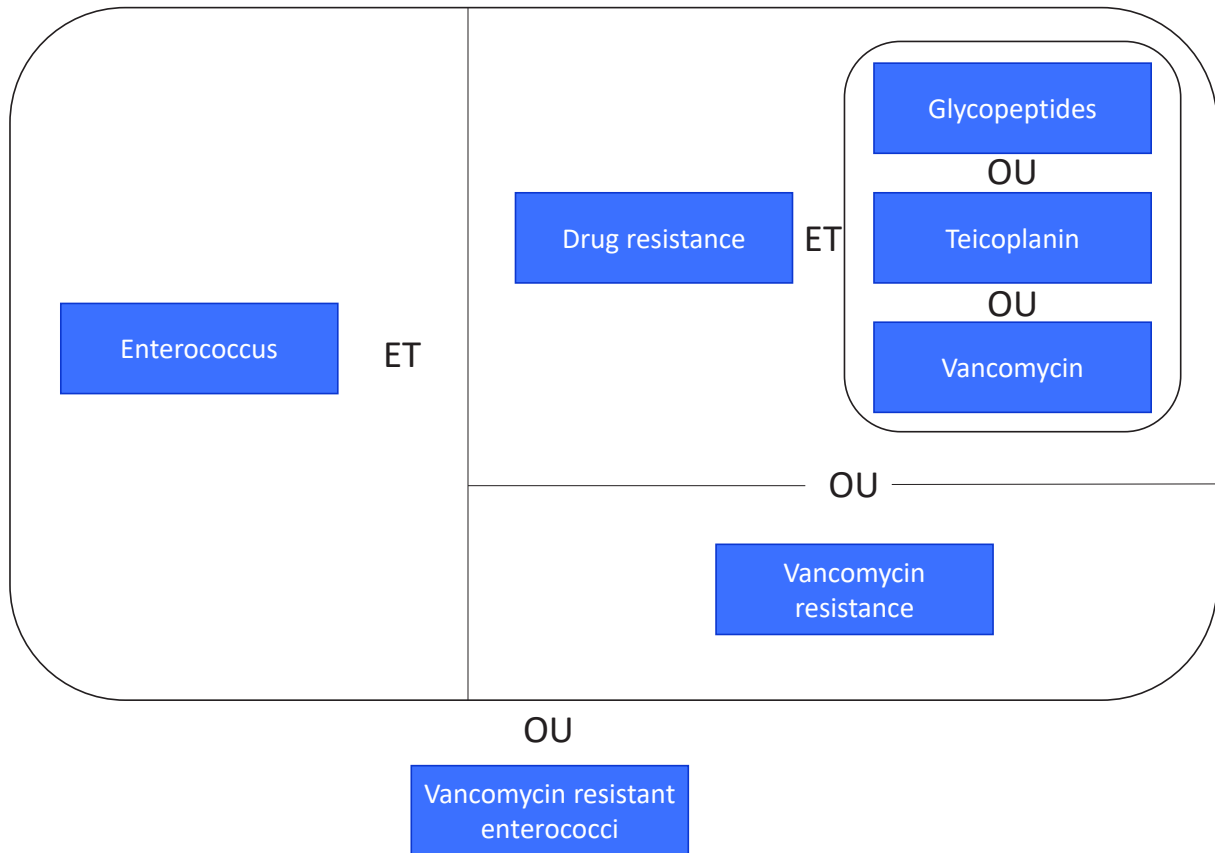 Glycopeptides
OU
Drug resistance
ET
Teicoplanin
OU
Enterococcus
ET
Vancomycin
OU
Vancomycin
resistance
OU
Vancomycin resistant
enterococci